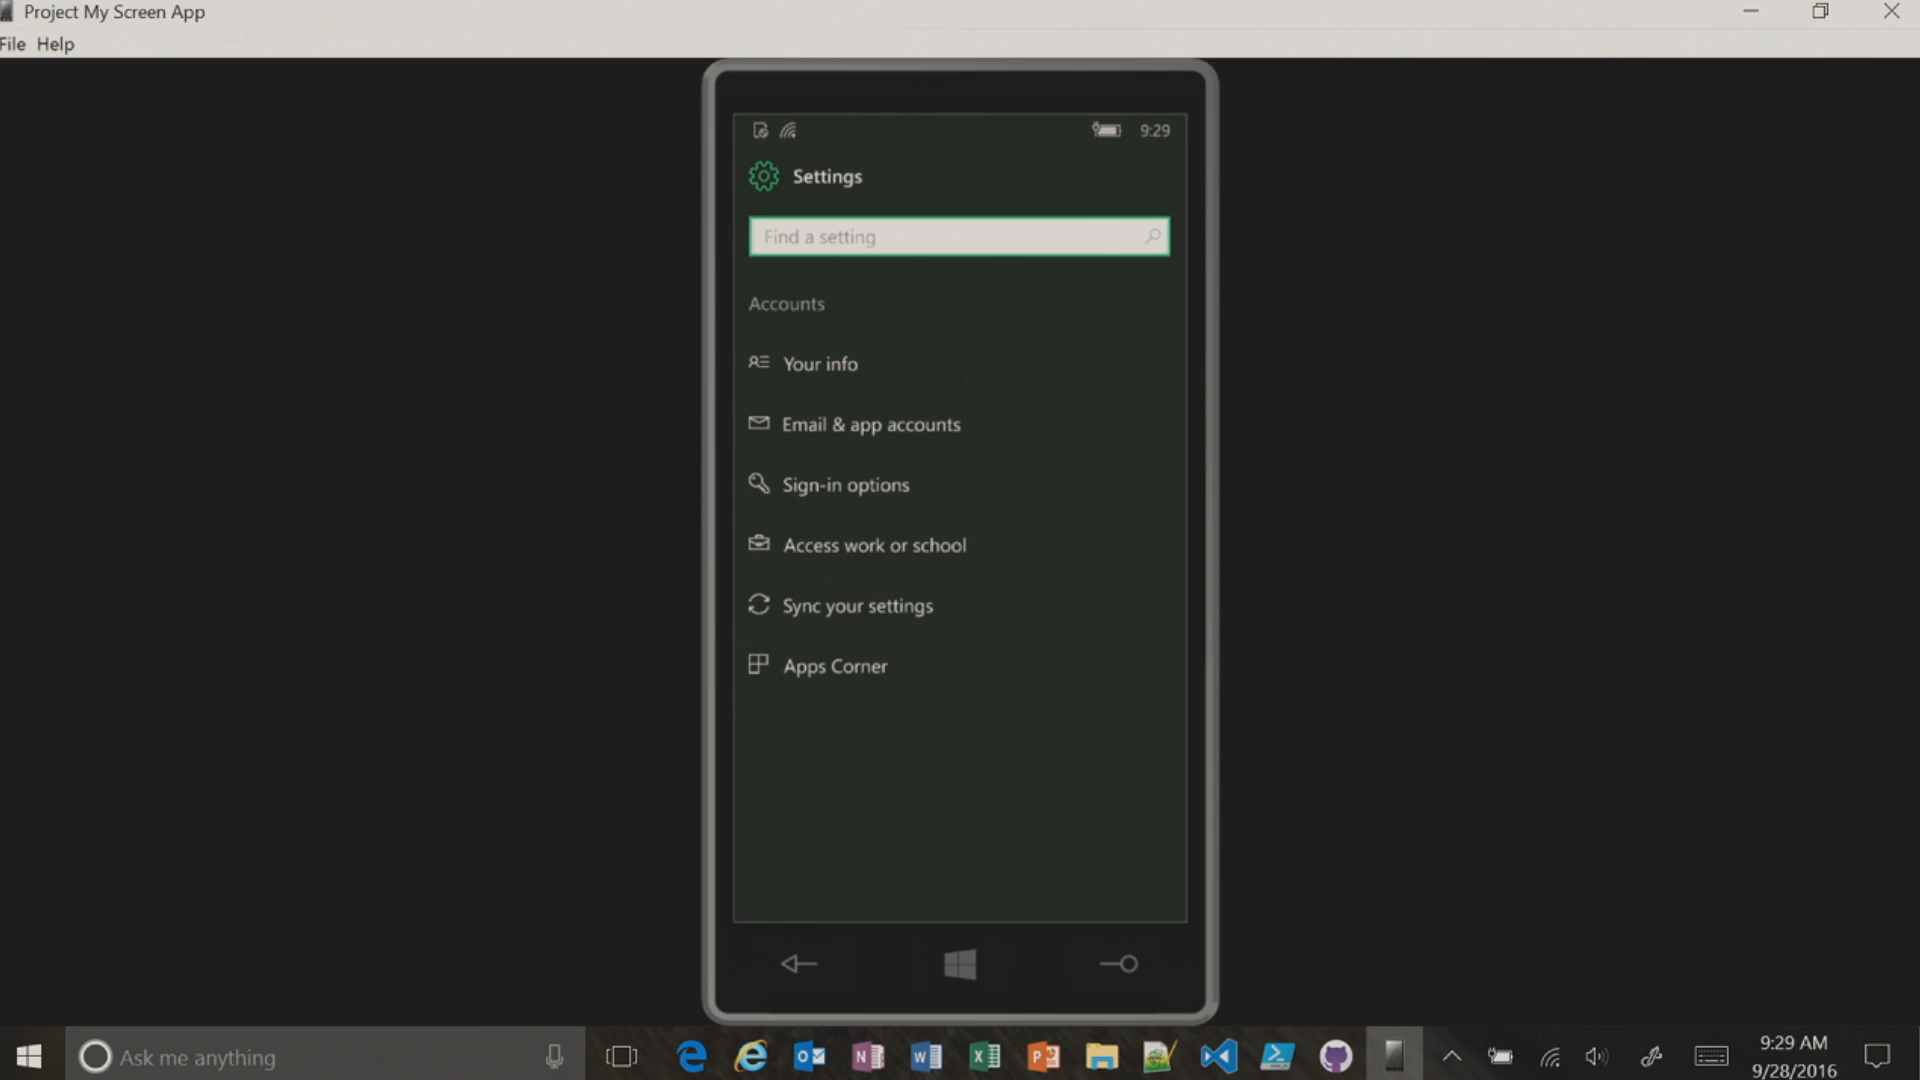 Project My Screen App
File Help
9:29
Settings
Find a setting
Accounts
Your info
Email & app accounts
Sign-in options
Access work or school
Sync your settings
Apps Corner
Ask me anything
9:29 AM
9/28/2016